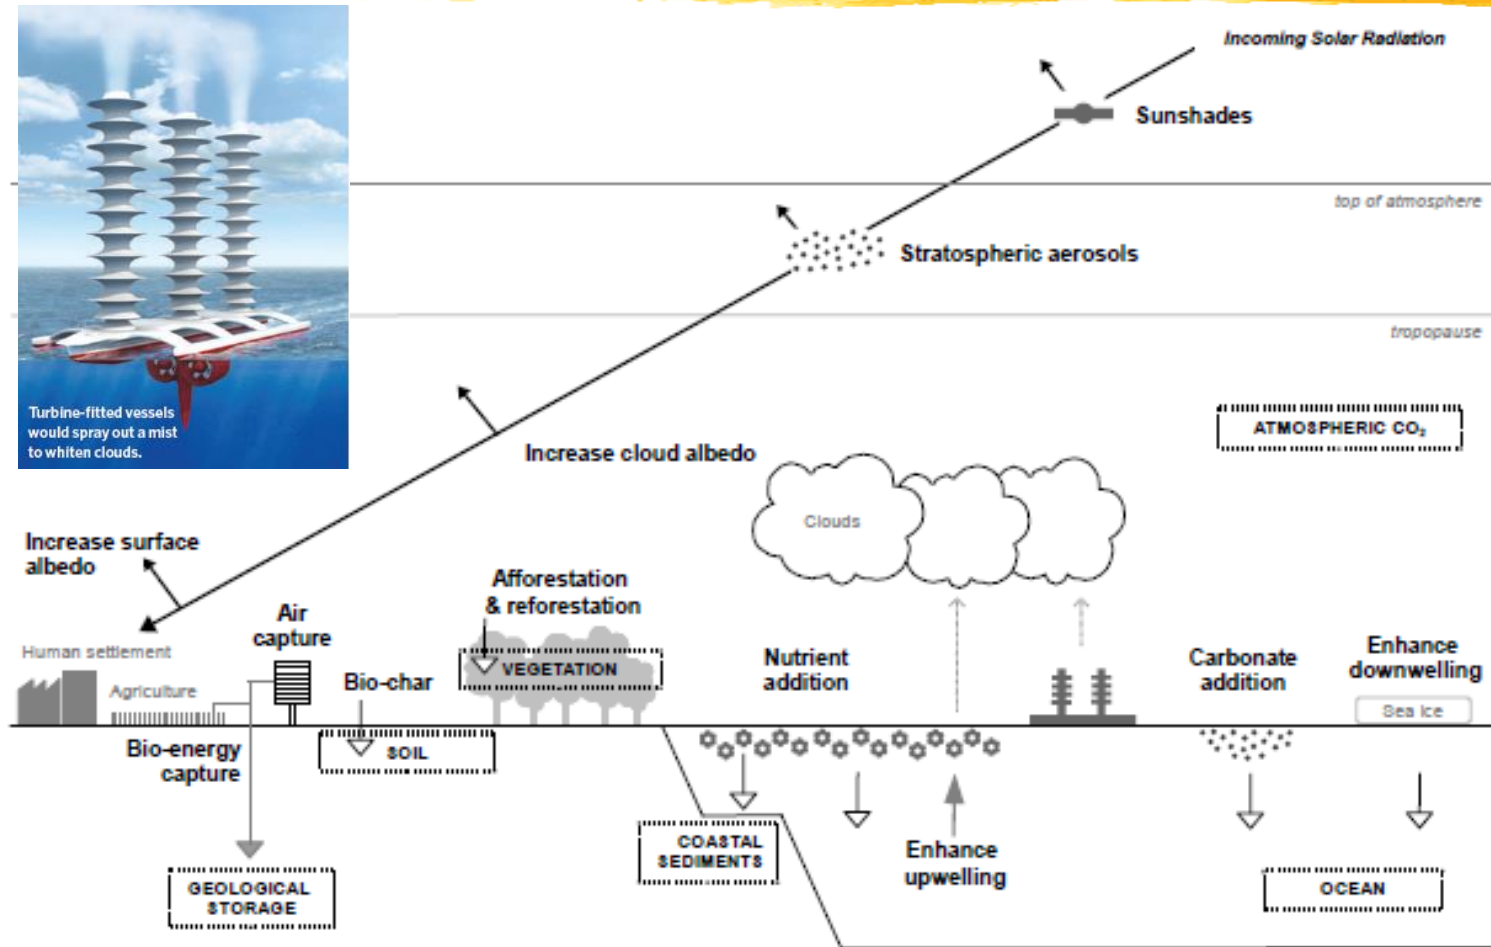 Incoming Solar Radiation
Sunshades
top of atmosphere
Stratospheric aerosols
tropopause
Turbine-fitted vessels
would spray out a mist
to whiten clouds.
ATMOSPHERIC CO₂
Increase cloud albedo
Clouds
Increase surface
albedo
Afforestation
& reforestation
Air
capture
Human settlement
Agriculture
Bio-char
VEGETATION
Nutrient
addition
Carbonate
addition
Enhance
downwelling
Sea Ice
Bio-energy
capture
SOIL
COASTAL
SEDIMENTS
Enhance
upwelling
GEOLOGICAL
STORAGE
OCEAN